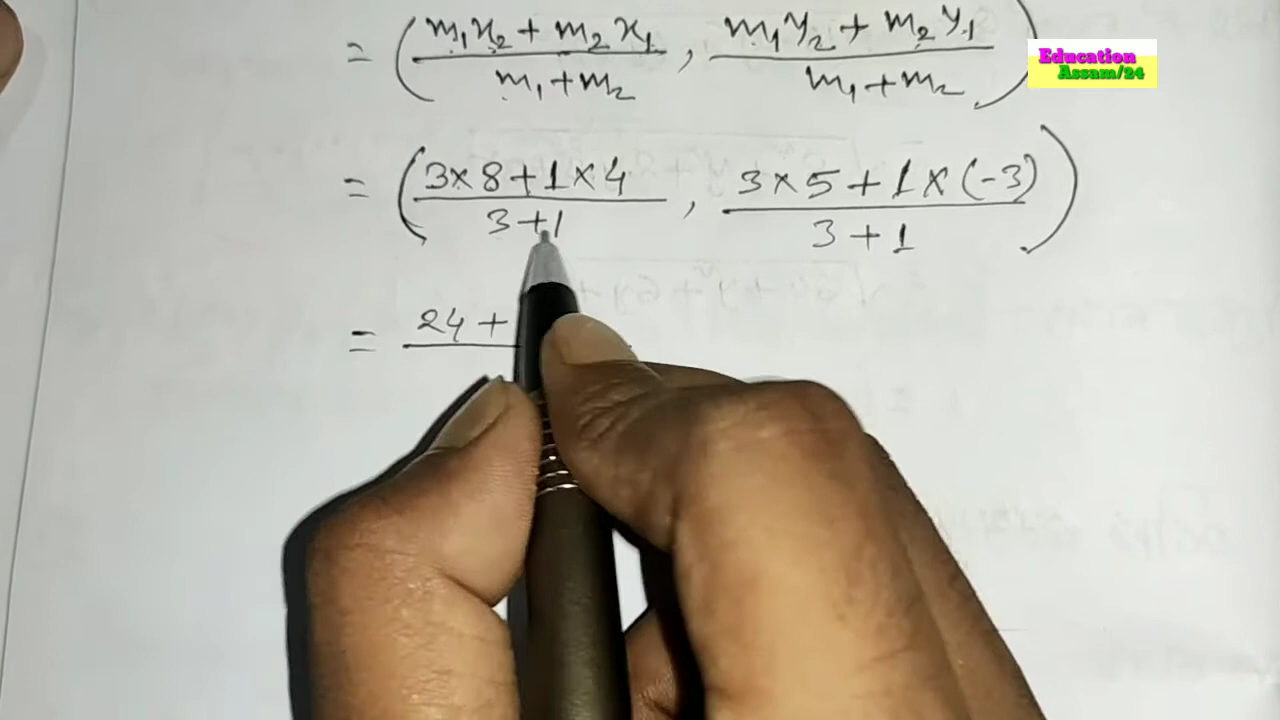 = (m₁x₂ + m₂x₁ / m₁+m₂ , m₁y₂ + m₂y₁ / m₁+m₂)
Education
Assam/24
= (3×8+1×4 / 3+1 , 3×5+1×(-3) / 3+1)
= 24+